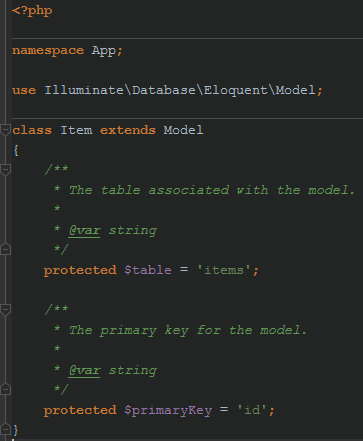 <?php
namespace App;
use Illuminate\Database\Eloquent\Model;
class Item extends Model
{
/**
* The table associated with the model.
*
* @var string
*/
protected $table = 'items';
/**
* The primary key for the model.
*
* @var string
*/
protected $primaryKey = 'id';
}